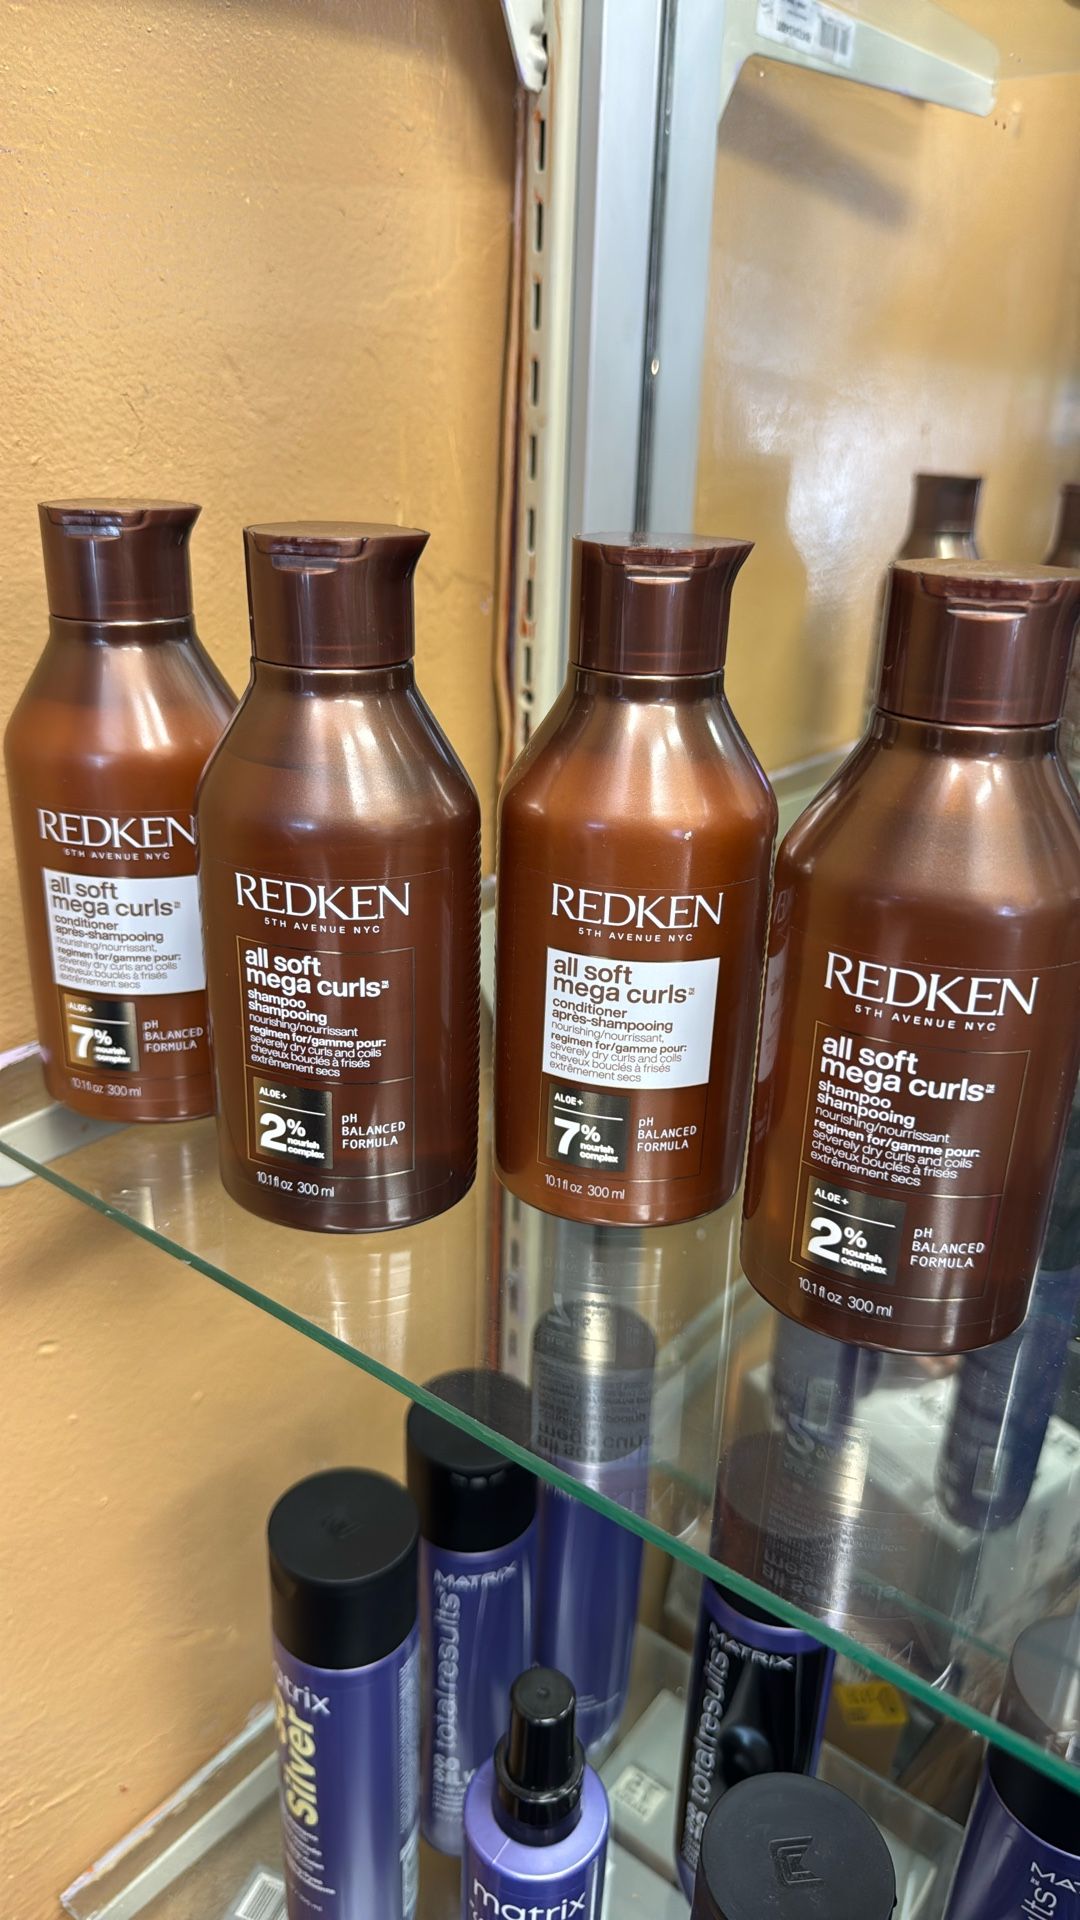 REDKEN
5TH AVENUE NYC
all soft
mega curls
conditioner
après-shampooing
nourishing/nourrissant,
regimen for/gamme pour:
severely dry curls and coils
cheveux bouclés à frisés
extrêmement secs
ALOE+
7%
nourish
complex
pH
BALANCED
FORMULA
10.1 fl oz 300 ml
REDKEN
5TH AVENUE NYC
all soft
mega curls
shampoo
shampooing
nourishing/nourrissant
regimen for/gamme pour:
severely dry curls and coils
cheveux bouclés à frisés
extrêmement secs
ALOE+
2%
nourish
complex
pH
BALANCED
FORMULA
10.1 fl oz 300 ml
REDKEN
5TH AVENUE NYC
all soft
mega curls
conditioner
après-shampooing
nourishing/nourrissant,
regimen for/gamme pour:
severely dry curls and coils
cheveux bouclés à frisés
extrêmement secs
ALOE+
7%
nourish
complex
pH
BALANCED
FORMULA
10.1 fl oz 300 ml
REDKEN
5TH AVENUE NYC
all soft
mega curls
shampoo
shampooing
nourishing/nourrissant
regimen for/gamme pour:
severely dry curls and coils
cheveux bouclés à frisés
extrêmement secs
ALOE+
2%
nourish
complex
pH
BALANCED
FORMULA
10.1 fl oz 300 ml
silver
MATRIX
totalresults
matrix
MATRIX
totalresults